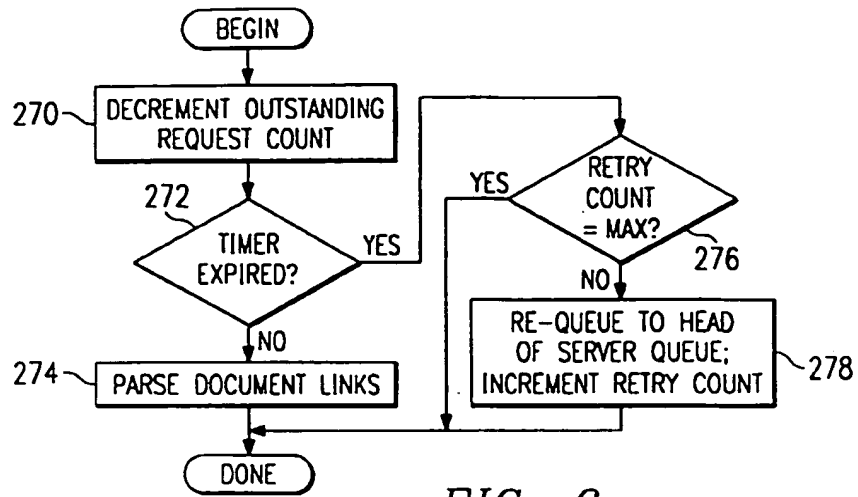 BEGIN
270
DECREMENT OUTSTANDING
REQUEST COUNT
272
TIMER
EXPIRED?
YES
NO
274
PARSE DOCUMENT LINKS
DONE
RETRY
COUNT
= MAX?
YES
276
NO
RE-QUEUE TO HEAD
OF SERVER QUEUE;
INCREMENT RETRY COUNT
278
FIG.